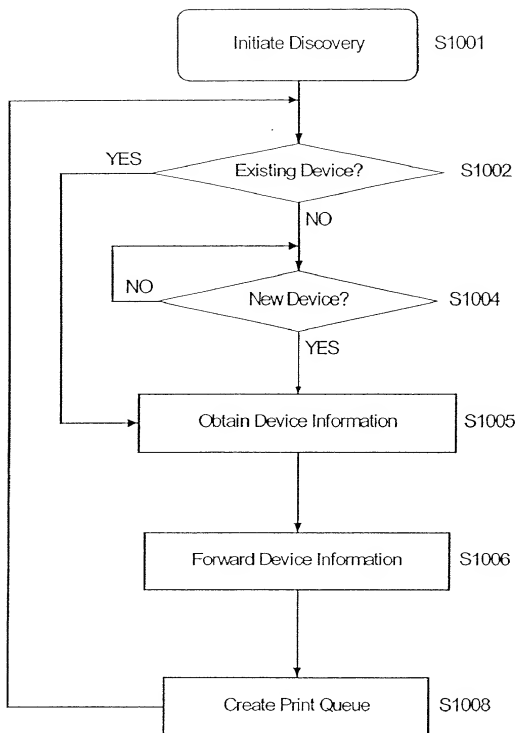 Initiate Discovery S1001
YES Existing Device? S1002
NO
NO New Device? S1004
YES
Obtain Device Information S1005
Forward Device Information S1006
Create Print Queue S1008